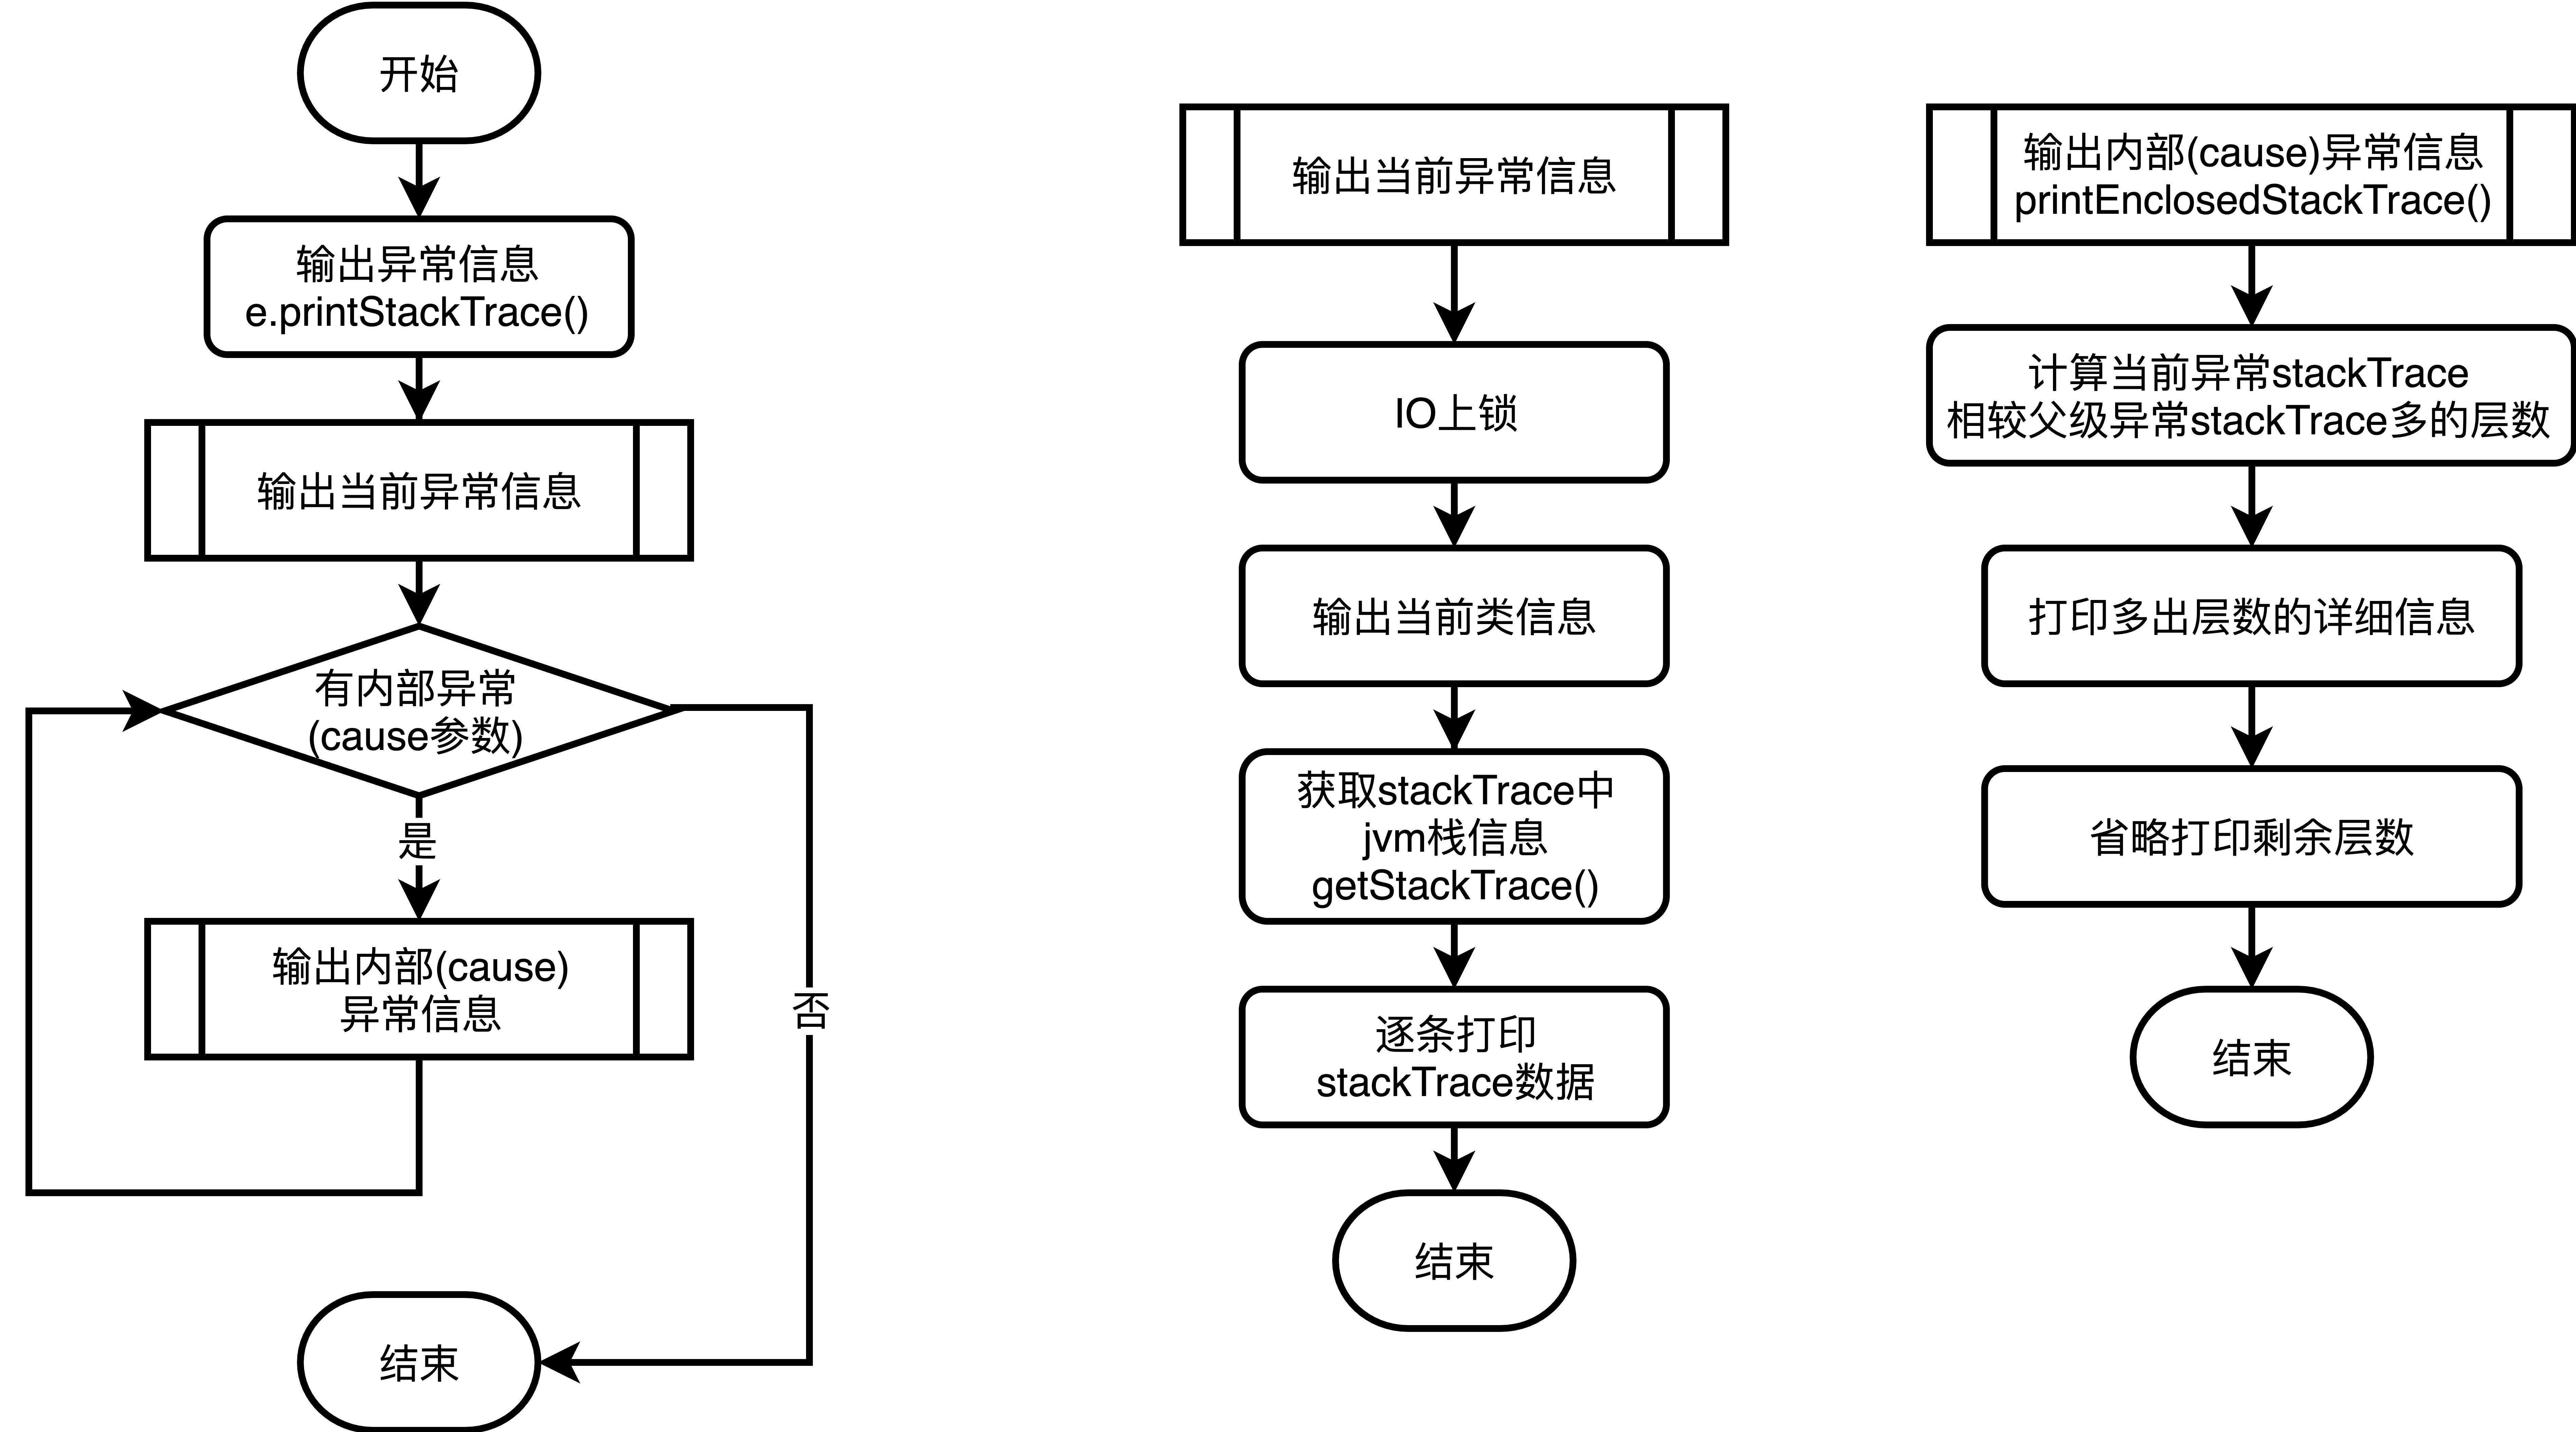 开始
输出异常信息
e.printStackTrace()
输出当前异常信息
有内部异常
(cause参数)
是
输出内部(cause)
异常信息
否
结束
输出当前异常信息
IO上锁
输出当前类信息
获取stackTrace中
jvm栈信息
getStackTrace()
逐条打印
stackTrace数据
结束
输出内部(cause)异常信息
printEnclosedStackTrace()
计算当前异常stackTrace
相较父级异常stackTrace多的层数
打印多出层数的详细信息
省略打印剩余层数
结束